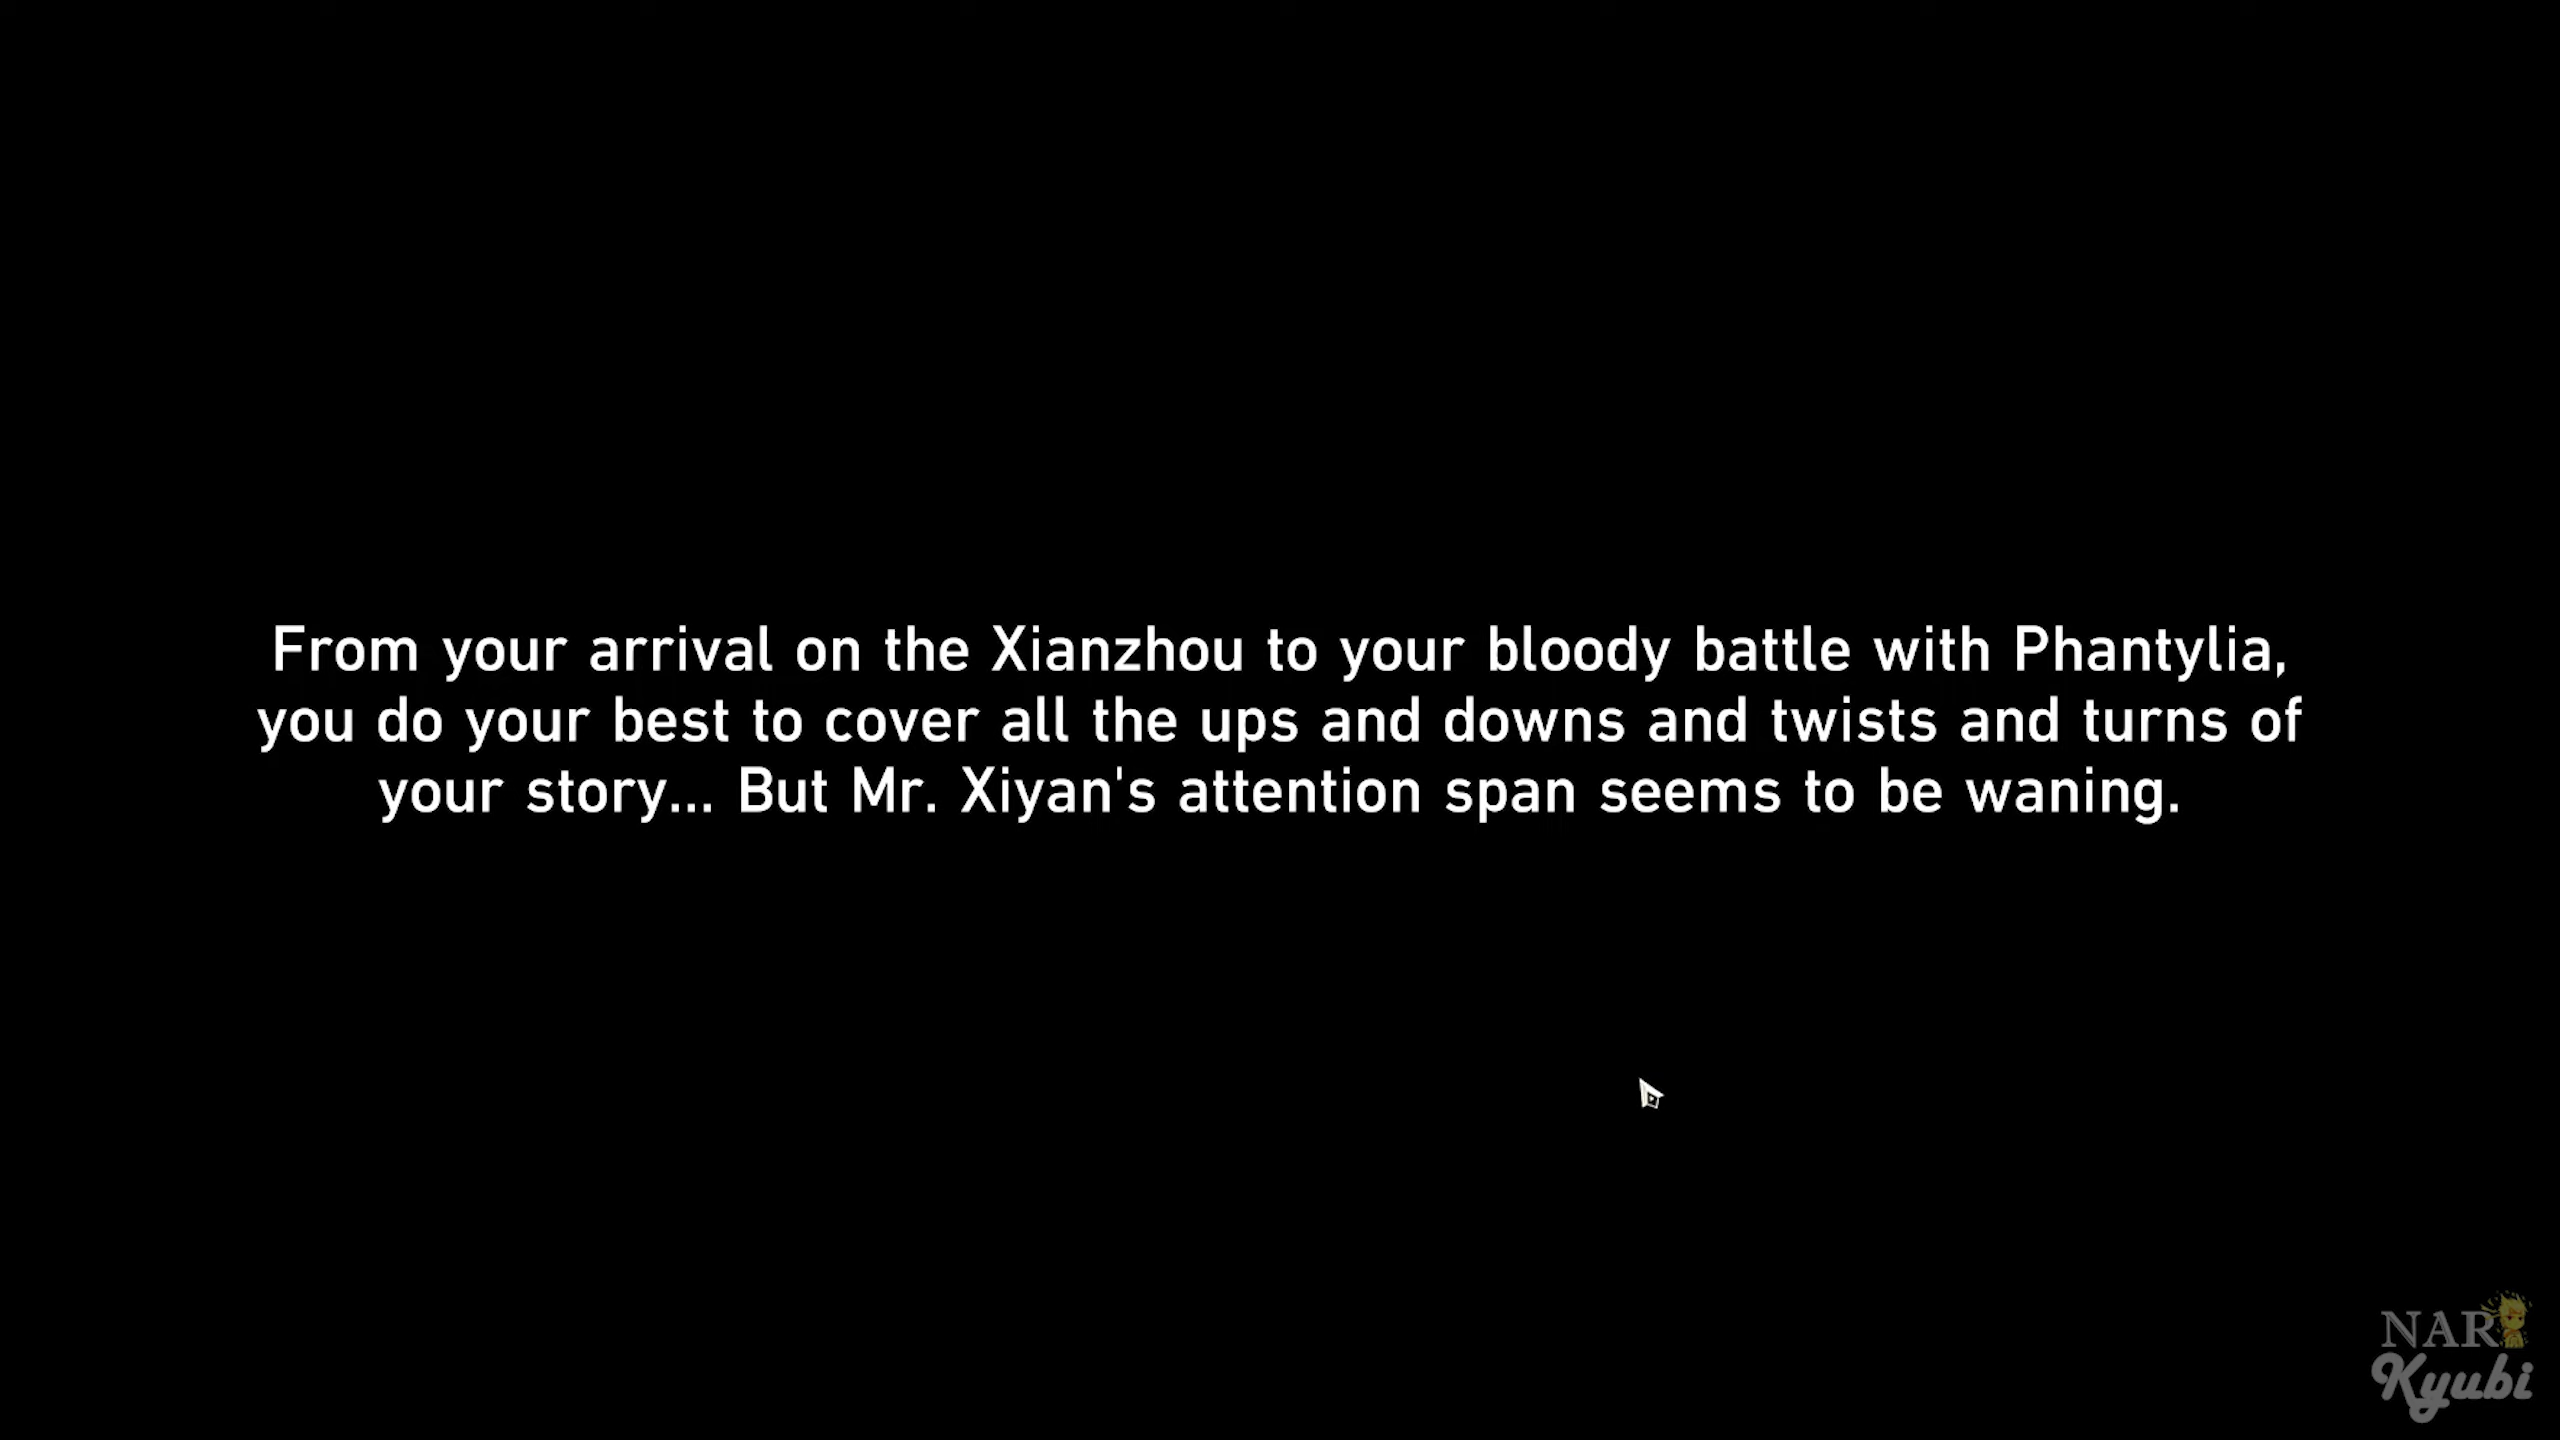 From your arrival on the Xianzhou to your bloody battle with Phantylia,
you do your best to cover all the ups and downs and twists and turns of
your story... But Mr. Xiyan's attention span seems to be waning.
NAR
Kyubi